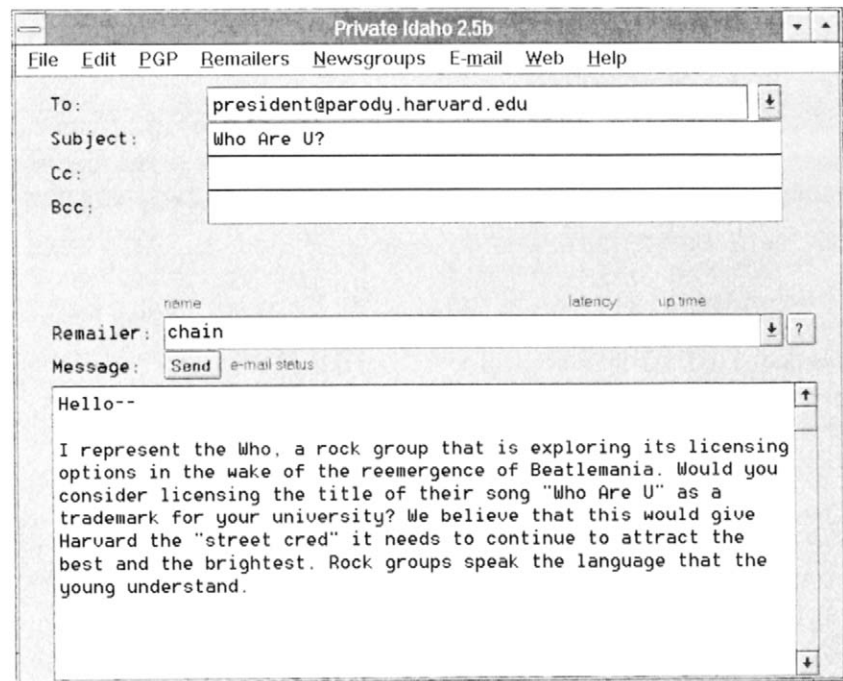 Private Idaho 2.5b
File Edit PGP Remailers Newsgroups E-mail Web Help
To: president@parody.harvard.edu
Subject: Who Are U?
Cc:
Bcc:
name latency up time
Remailer: chain ?
Message: Send e-mail status
Hello--
I represent the Who, a rock group that is exploring its licensing
options in the wake of the reemergence of Beatlemania. Would you
consider licensing the title of their song "Who Are U" as a
trademark for your university? We believe that this would give
Harvard the "street cred" it needs to continue to attract the
best and the brightest. Rock groups speak the language that the
young understand.